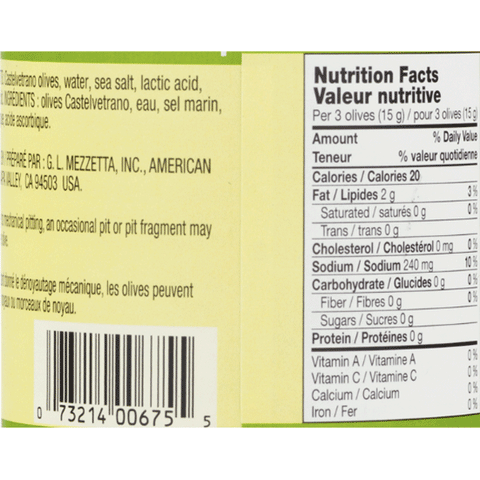 Castelvetrano olives, water, sea salt, lactic acid,
INGRÉDIENTS : olives Castelvetrano, eau, sel marin,
acide ascorbique.
PRÉPARÉ PAR : G. L. MEZZETTA, INC., AMERICAN
VALLEY, CA 94503 USA.
mechanical pitting, an occasional pit or pit fragment may
donné le dénoyautage mécanique, les olives peuvent
ou morceaux de noyau.
0 73214 00675 5
Nutrition Facts
Valeur nutritive
Per 3 olives (15 g) / pour 3 olives (15 g)
Amount % Daily Value
Teneur % valeur quotidienne
Calories / Calories 20
Fat / Lipides 2 g 3 %
Saturated / saturés 0 g 0 %
Trans / trans 0 g
Cholesterol / Cholestérol 0 mg 0 %
Sodium / Sodium 240 mg 10 %
Carbohydrate / Glucides 0 g 0 %
Fiber / Fibres 0 g 0 %
Sugars / Sucres 0 g
Protein / Protéines 0 g
Vitamin A / Vitamine A 0 %
Vitamin C / Vitamine C 0 %
Calcium / Calcium 0 %
Iron / Fer 0 %